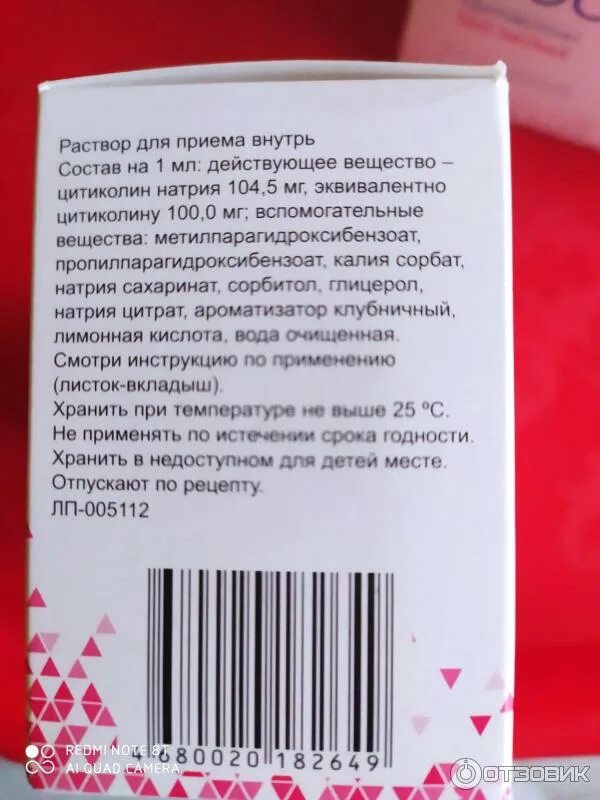 Раствор для приема внутрь
Состав на 1 мл: действующее вещество –
цитиколин натрия 104,5 мг, эквивалентно
цитиколину 100,0 мг; вспомогательные
вещества: метилпарагидроксибензоат,
пропилпарагидроксибензоат, калия сорбат,
натрия сахаринат, сорбитол, глицерол,
натрия цитрат, ароматизатор клубничный,
лимонная кислота, вода очищенная.
Смотри инструкцию по применению
(листок-вкладыш).
Хранить при температуре не выше 25 ºС.
Не применять по истечении срока годности.
Хранить в недоступном для детей месте.
Отпускают по рецепту.
ЛП-005112
80020 182649
REDMI NOTE 8T
AI QUAD CAMERA
ОТЗОВИК